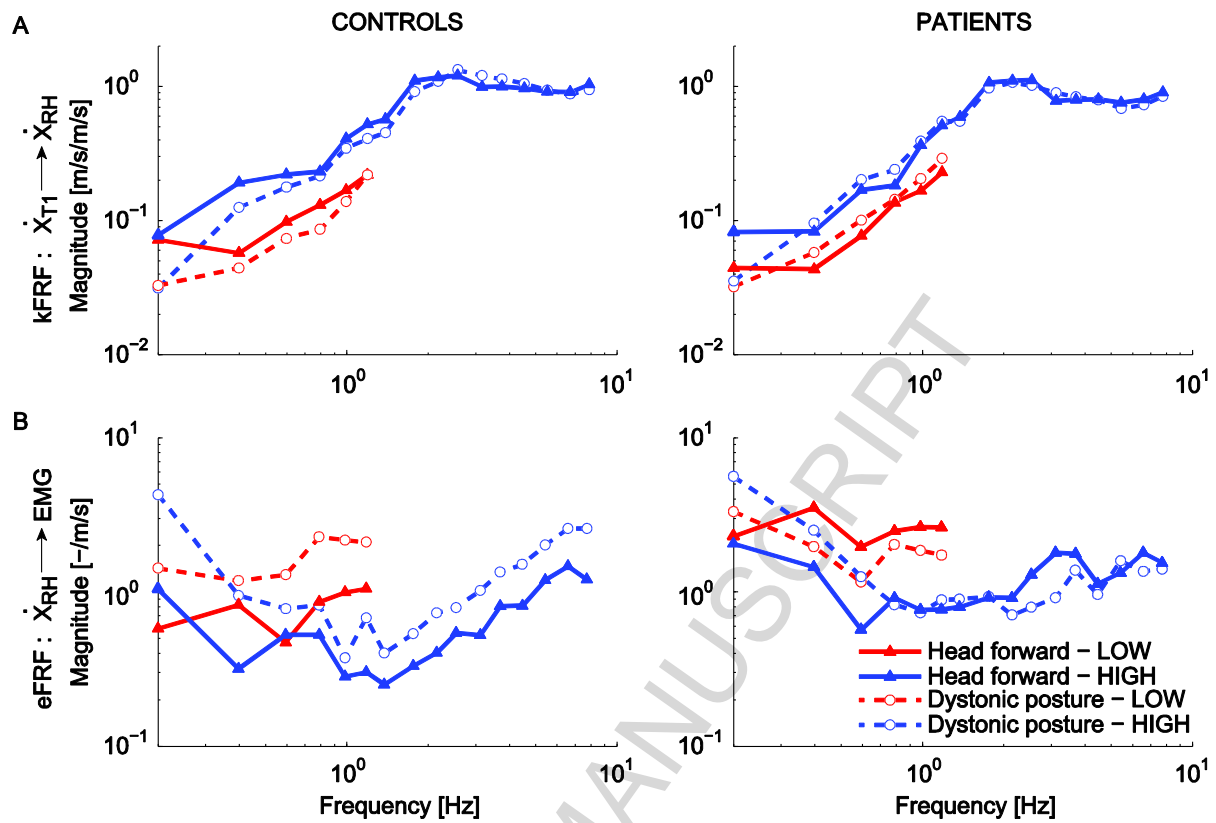 A
CONTROLS
PATIENTS
kFRF : ẊT1 → ẊRH
Magnitude [m/s/m/s]
10^0
10^-1
10^-2
10^0
10^1
10^0
10^-1
10^-2
10^0
10^1
B
eFRF : ẊRH → EMG
Magnitude [−/m/s]
10^1
10^0
10^-1
10^0
10^1
Frequency [Hz]
10^1
10^0
10^-1
10^0
10^1
Frequency [Hz]
Head forward − LOW
Head forward − HIGH
Dystonic posture − LOW
Dystonic posture − HIGH
MANUSCRIPT